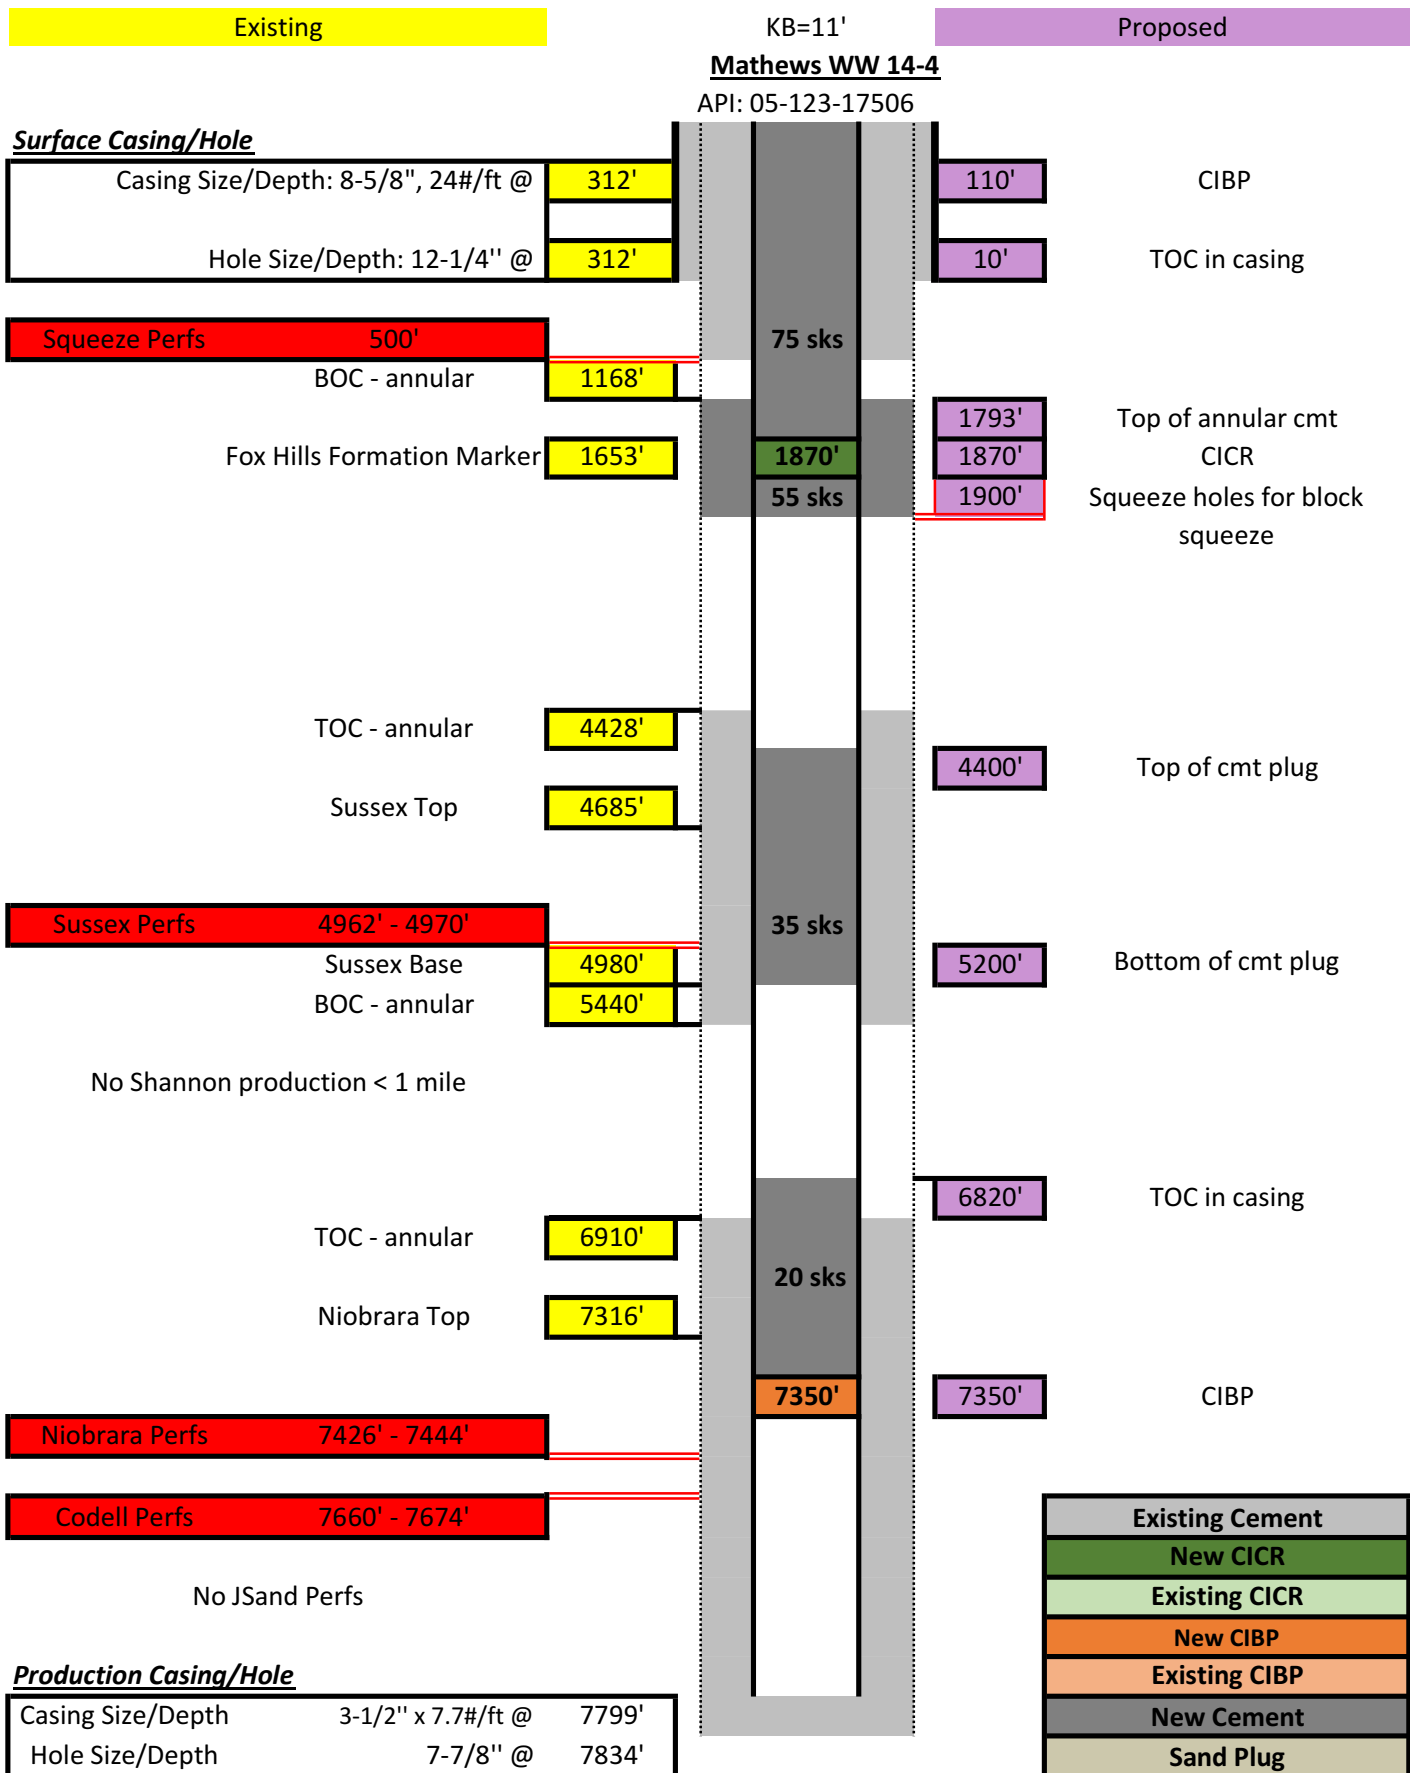 Existing KB=11' Proposed
Mathews WW 14-4
API: 05-123-17506
Surface Casing/Hole
Casing Size/Depth: 8-5/8", 24#/ft @ 312' 110' CIBP
Hole Size/Depth: 12-1/4'' @ 312' 10' TOC in casing
Squeeze Perfs 500' 75 sks
BOC - annular 1168'
1793' Top of annular cmt
Fox Hills Formation Marker 1653' 1870' 1870' CICR
55 sks 1900' Squeeze holes for block
squeeze
TOC - annular 4428'
4400' Top of cmt plug
Sussex Top 4685'
Sussex Perfs 4962' - 4970' 35 sks
Sussex Base 4980' 5200' Bottom of cmt plug
BOC - annular 5440'
No Shannon production < 1 mile
6820' TOC in casing
TOC - annular 6910'
20 sks
Niobrara Top 7316'
7350' 7350' CIBP
Niobrara Perfs 7426' - 7444'
Codell Perfs 7660' - 7674' Existing Cement
New CICR
No JSand Perfs Existing CICR
New CIBP
Production Casing/Hole Existing CIBP
Casing Size/Depth 3-1/2'' x 7.7#/ft @ 7799' New Cement
Hole Size/Depth 7-7/8'' @ 7834' Sand Plug